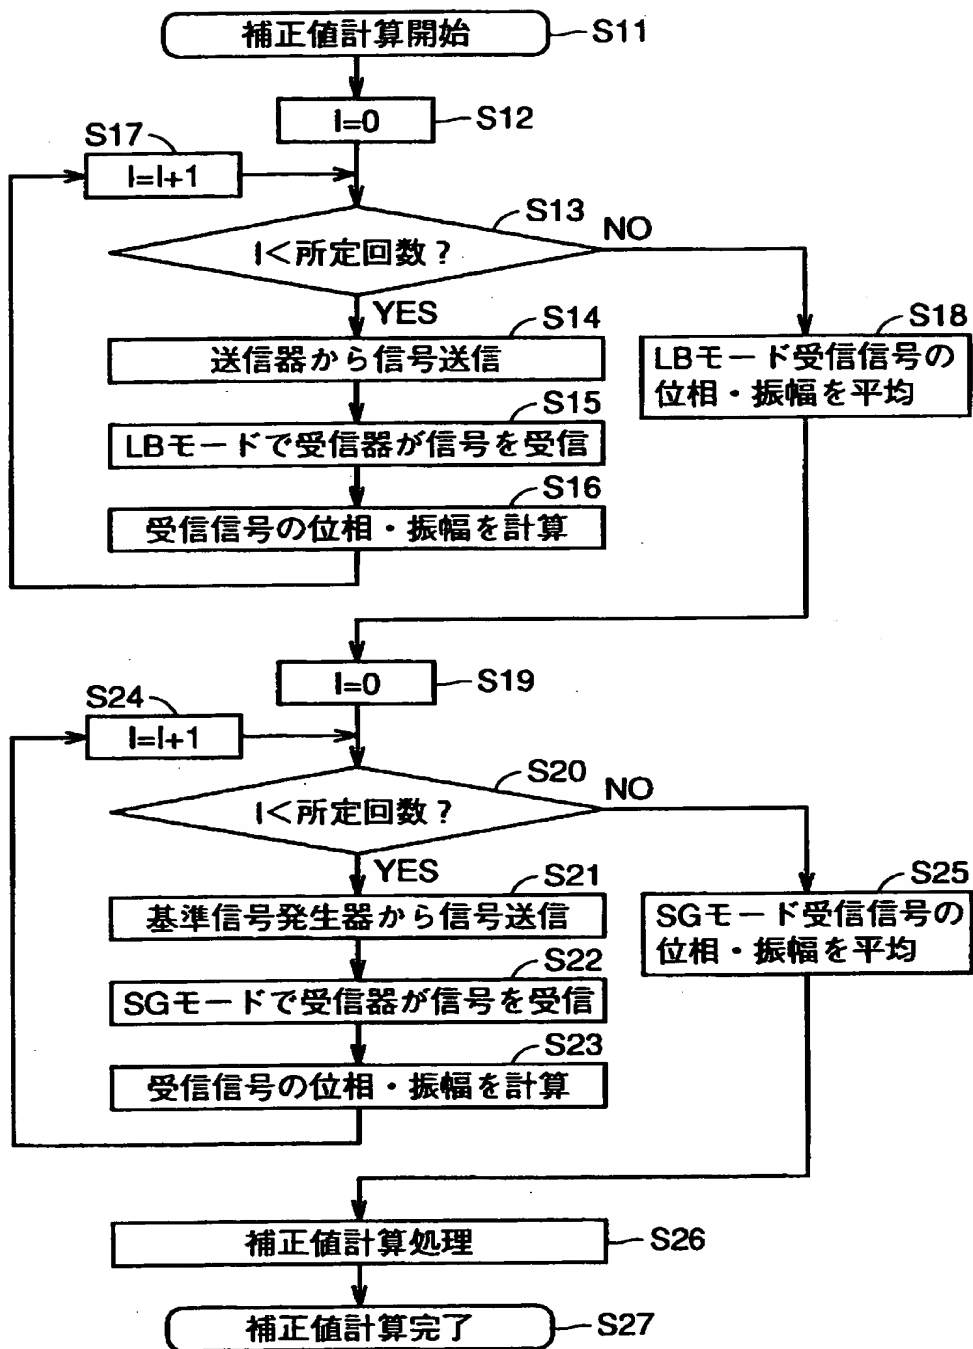 補正値計算開始 S11
I=0 S12
S17
I=I+1
S13
I<所定回数？ NO
YES
S14
送信器から信号送信
S15
LBモードで受信器が信号を受信
S16
受信信号の位相・振幅を計算
S18
LBモード受信信号の
位相・振幅を平均
I=0 S19
S24
I=I+1
S20
I<所定回数？ NO
YES
S21
基準信号発生器から信号送信
S22
SGモードで受信器が信号を受信
S23
受信信号の位相・振幅を計算
S25
SGモード受信信号の
位相・振幅を平均
補正値計算処理 S26
補正値計算完了 S27